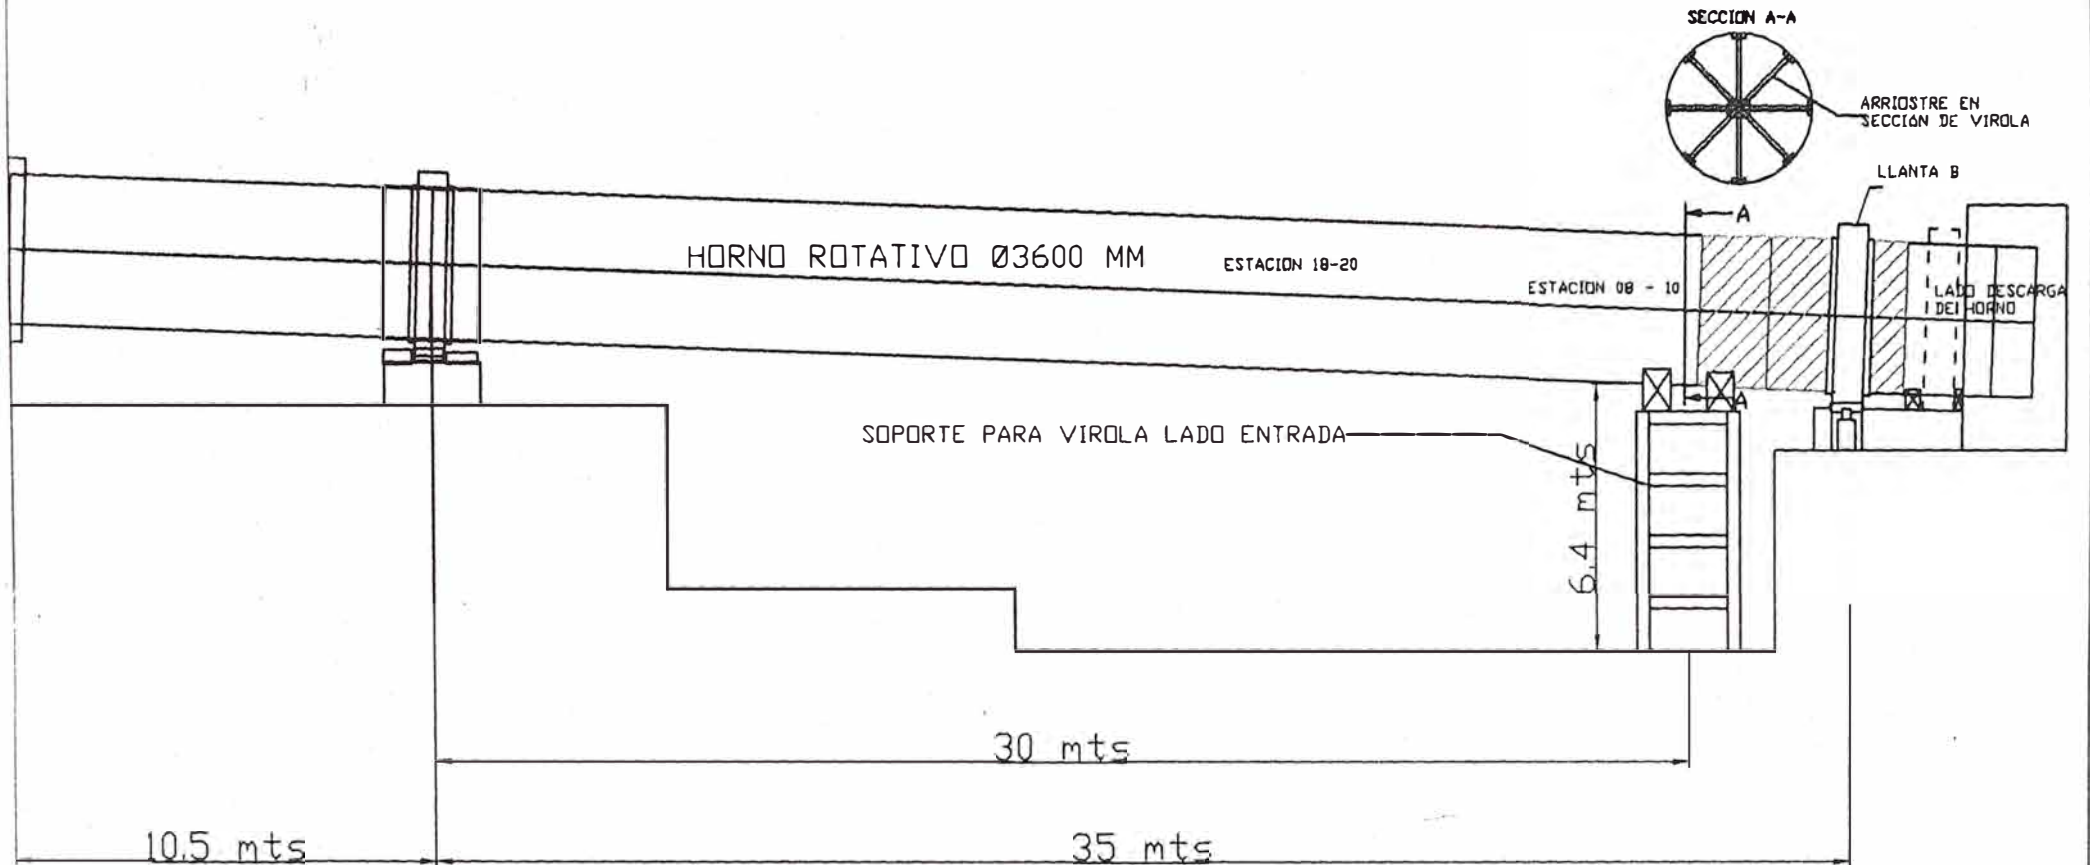 SECCION A-A
ARRIOSTRE EN
SECCIÓN DE VIROLA
LLANTA B
A
HORNO ROTATIVO Ø3600 MM
ESTACION 18-20
ESTACION 08 - 10
LADO DESCARGA
DEL HORNO
A
SOPORTE PARA VIROLA LADO ENTRADA
6.4 mts
30 mts
10.5 mts
35 mts